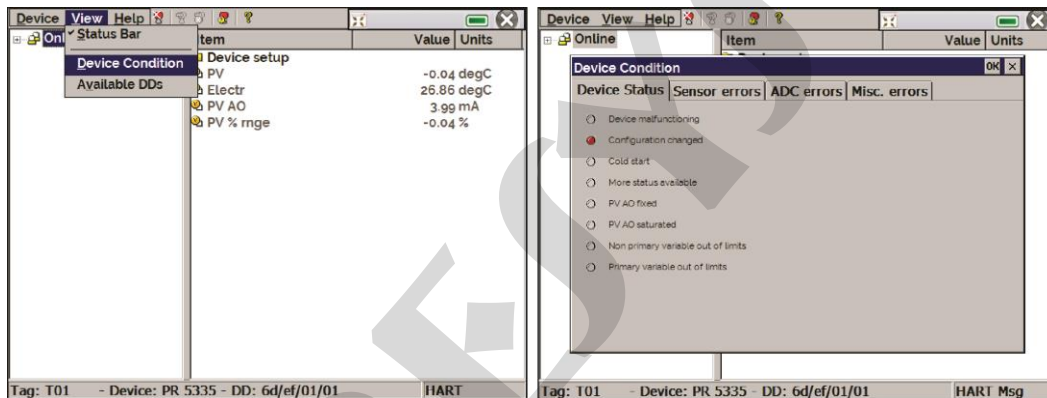 Device View Help
Status Bar
Device Condition
Available DDs
Onl
Item Value Units
Device setup
PV -0.04 degC
Electr 26.86 degC
PV AO 3.99 mA
PV % rnge -0.04 %
Tag: T01 - Device: PR 5335 - DD: 6d/ef/01/01 HART
Device View Help
Online
Item Value Units
Device Condition OK
Device Status Sensor errors ADC errors Misc. errors
Device malfunctioning
Configuration changed
Cold start
More status available
PV AO fixed
PV AO saturated
Non primary variable out of limits
Primary variable out of limits
Tag: T01 - Device: PR 5335 - DD: 6d/ef/01/01 HART Msg